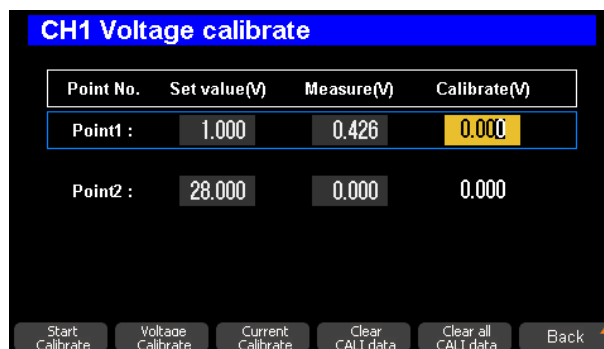 CH1 Voltage calibrate
Point No. Set value(V) Measure(V) Calibrate(V)
Point1 : 1.000 0.426 0.000
Point2 : 28.000 0.000 0.000
Start Calibrate Voltage Calibrate Current Calibrate Clear CALI data Clear all CALI data Back